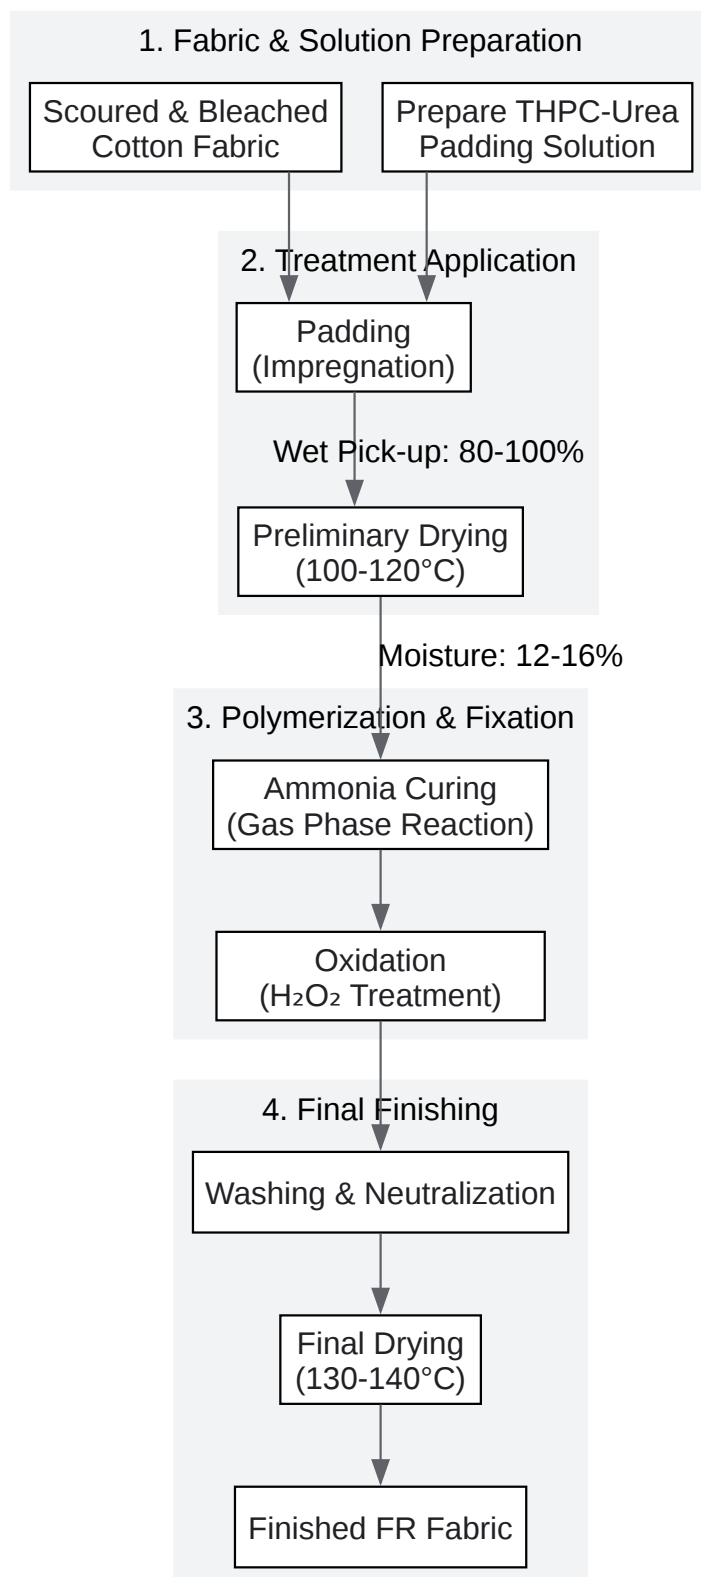 1. Fabric & Solution Preparation
Scoured & Bleached
Cotton Fabric
Prepare THPC-Urea
Padding Solution
2. Treatment Application
Padding
(Impregnation)
Wet Pick-up: 80-100%
Preliminary Drying
(100-120°C)
Moisture: 12-16%
3. Polymerization & Fixation
Ammonia Curing
(Gas Phase Reaction)
Oxidation
(H₂O₂ Treatment)
4. Final Finishing
Washing & Neutralization
Final Drying
(130-140°C)
Finished FR Fabric